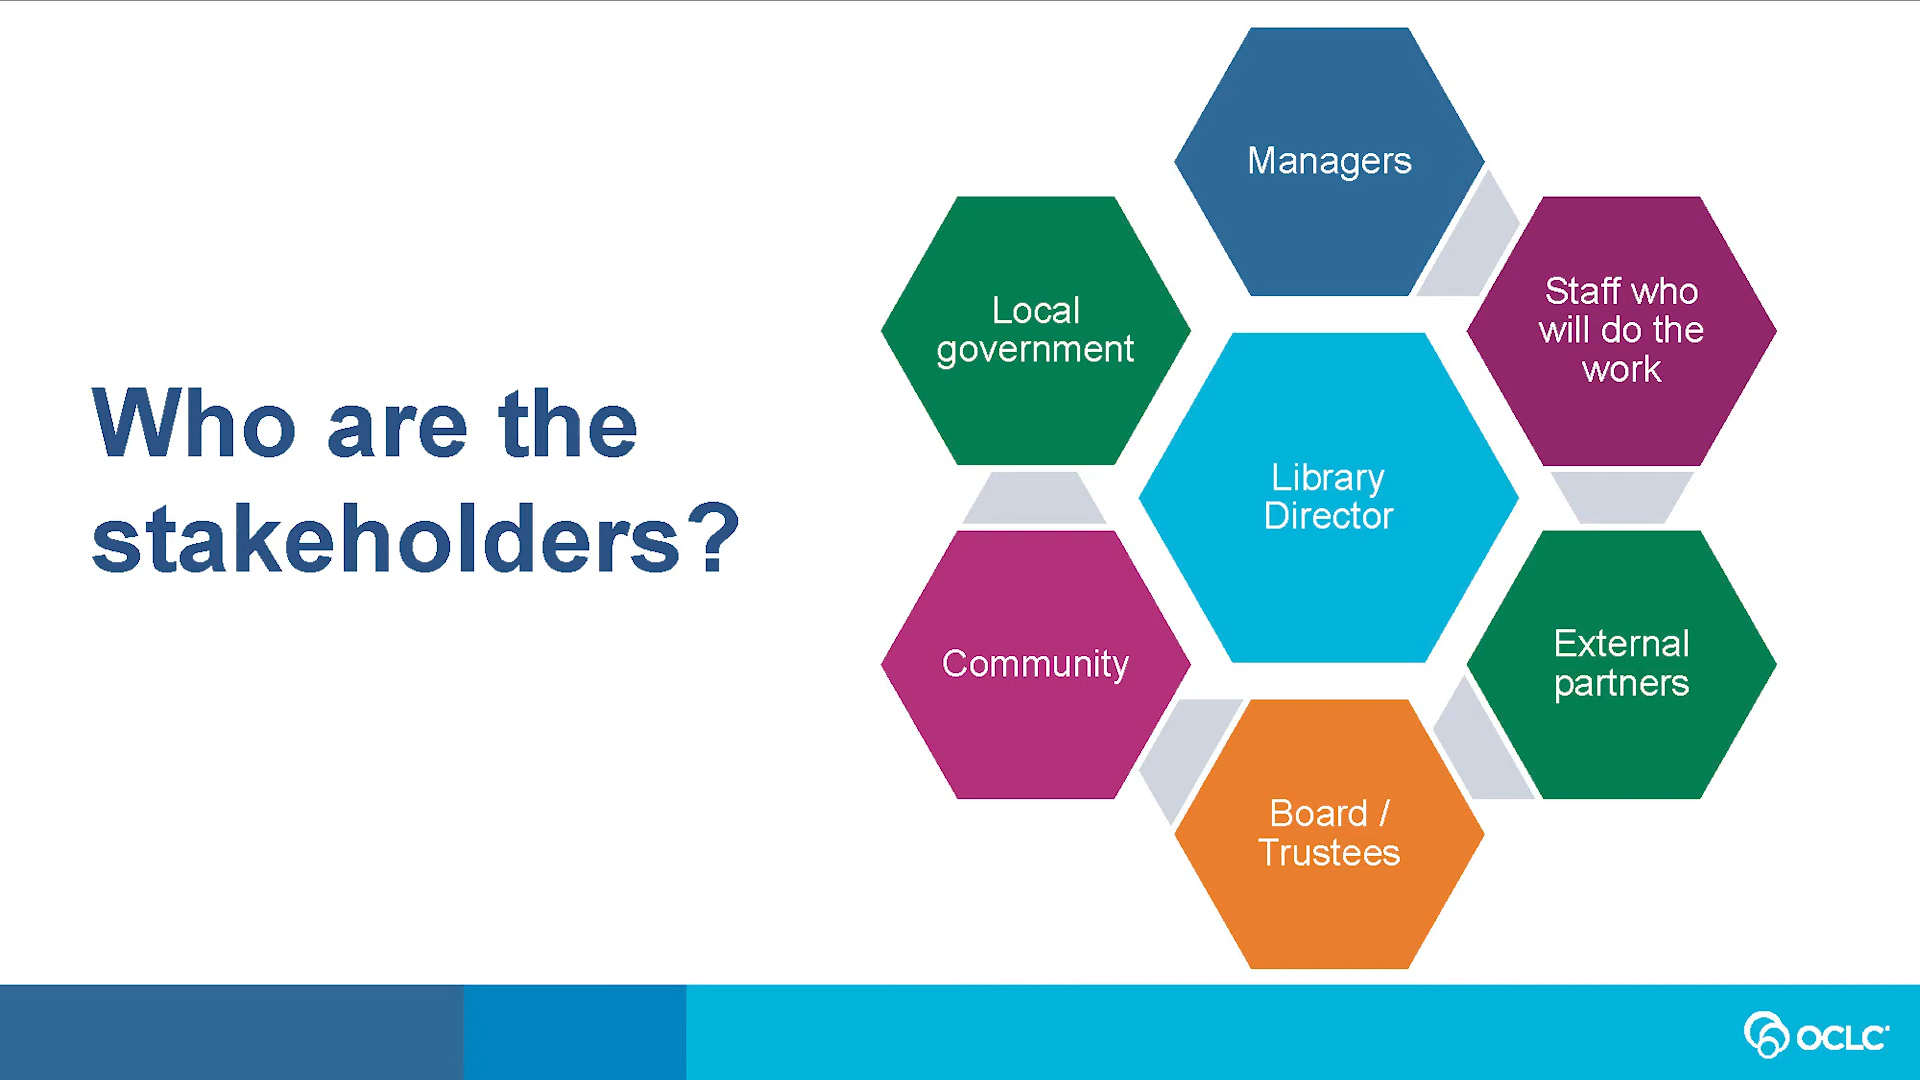 Who are the
stakeholders?
Managers
Staff who
will do the
work
External
partners
Board /
Trustees
Community
Local
government
Library
Director
OCLC